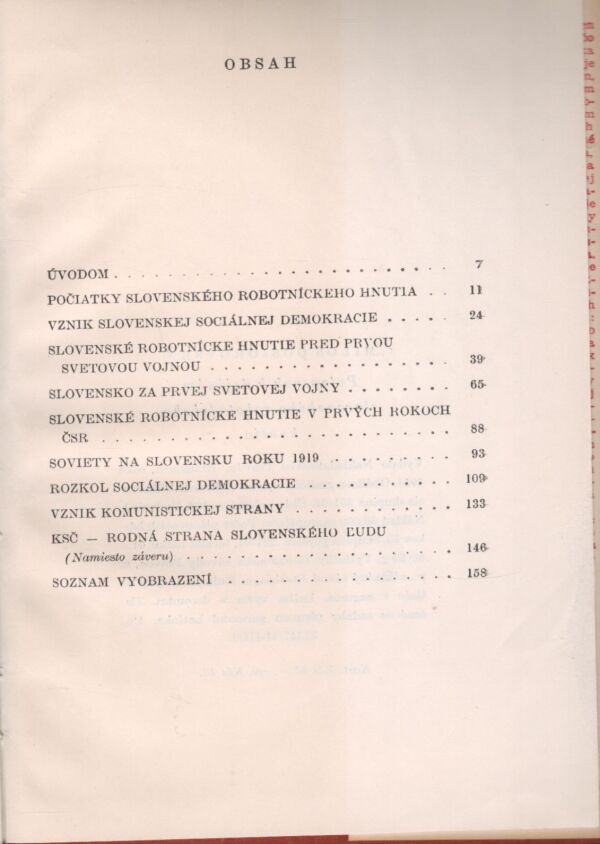 OBSAH
ÚVODOM . . . . . . . . . . . . . . . . . . . . . . . . . 7
POČIATKY SLOVENSKÉHO ROBOTNÍCKEHO HNUTIA . . 11
VZNIK SLOVENSKEJ SOCIÁLNEJ DEMOKRACIE . . . . . 24
SLOVENSKÉ ROBOTNÍCKE HNUTIE PRED PRVOU
SVETOVOU VOJNOU . . . . . . . . . . . . . . . . . . 39
SLOVENSKO ZA PRVEJ SVETOVEJ VOJNY . . . . . . . . 65
SLOVENSKÉ ROBOTNÍCKE HNUTIE V PRVÝCH ROKOCH
ČSR . . . . . . . . . . . . . . . . . . . . . . . . . . 88
SOVIETY NA SLOVENSKU ROKU 1919 . . . . . . . . . 93
ROZKOL SOCIÁLNEJ DEMOKRACIE . . . . . . . . . . 109
VZNIK KOMUNISTICKEJ STRANY . . . . . . . . . . . 133
KSČ — RODNÁ STRANA SLOVENSKÉHO ĽUDU
(Namiesto záveru) . . . . . . . . . . . . . . . . . . . 146
SOZNAM VYOBRAZENÍ . . . . . . . . . . . . . . . . 158